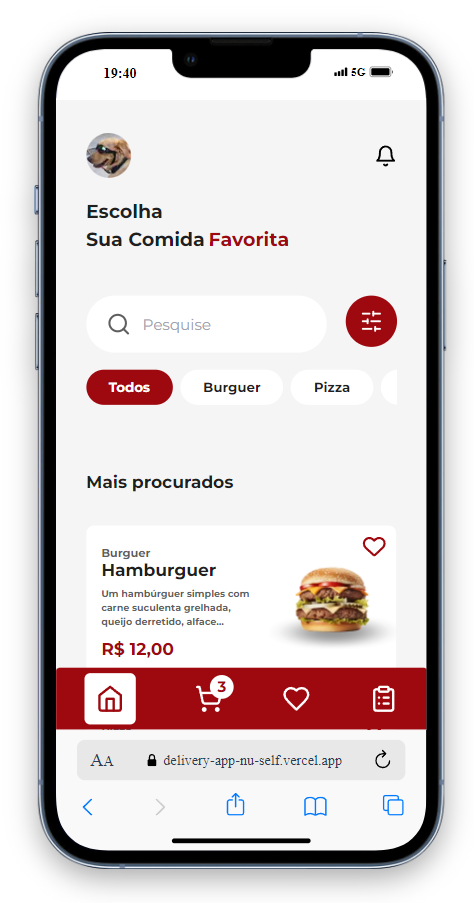 19:40
5G
Escolha
Sua Comida Favorita
Pesquise
Todos
Burguer
Pizza
Mais procurados
Burguer
Hamburguer
Um hambúrguer simples com
carne suculenta grelhada,
queijo derretido, alface...
R$ 12,00
3
AA
delivery-app-nu-self.vercel.app